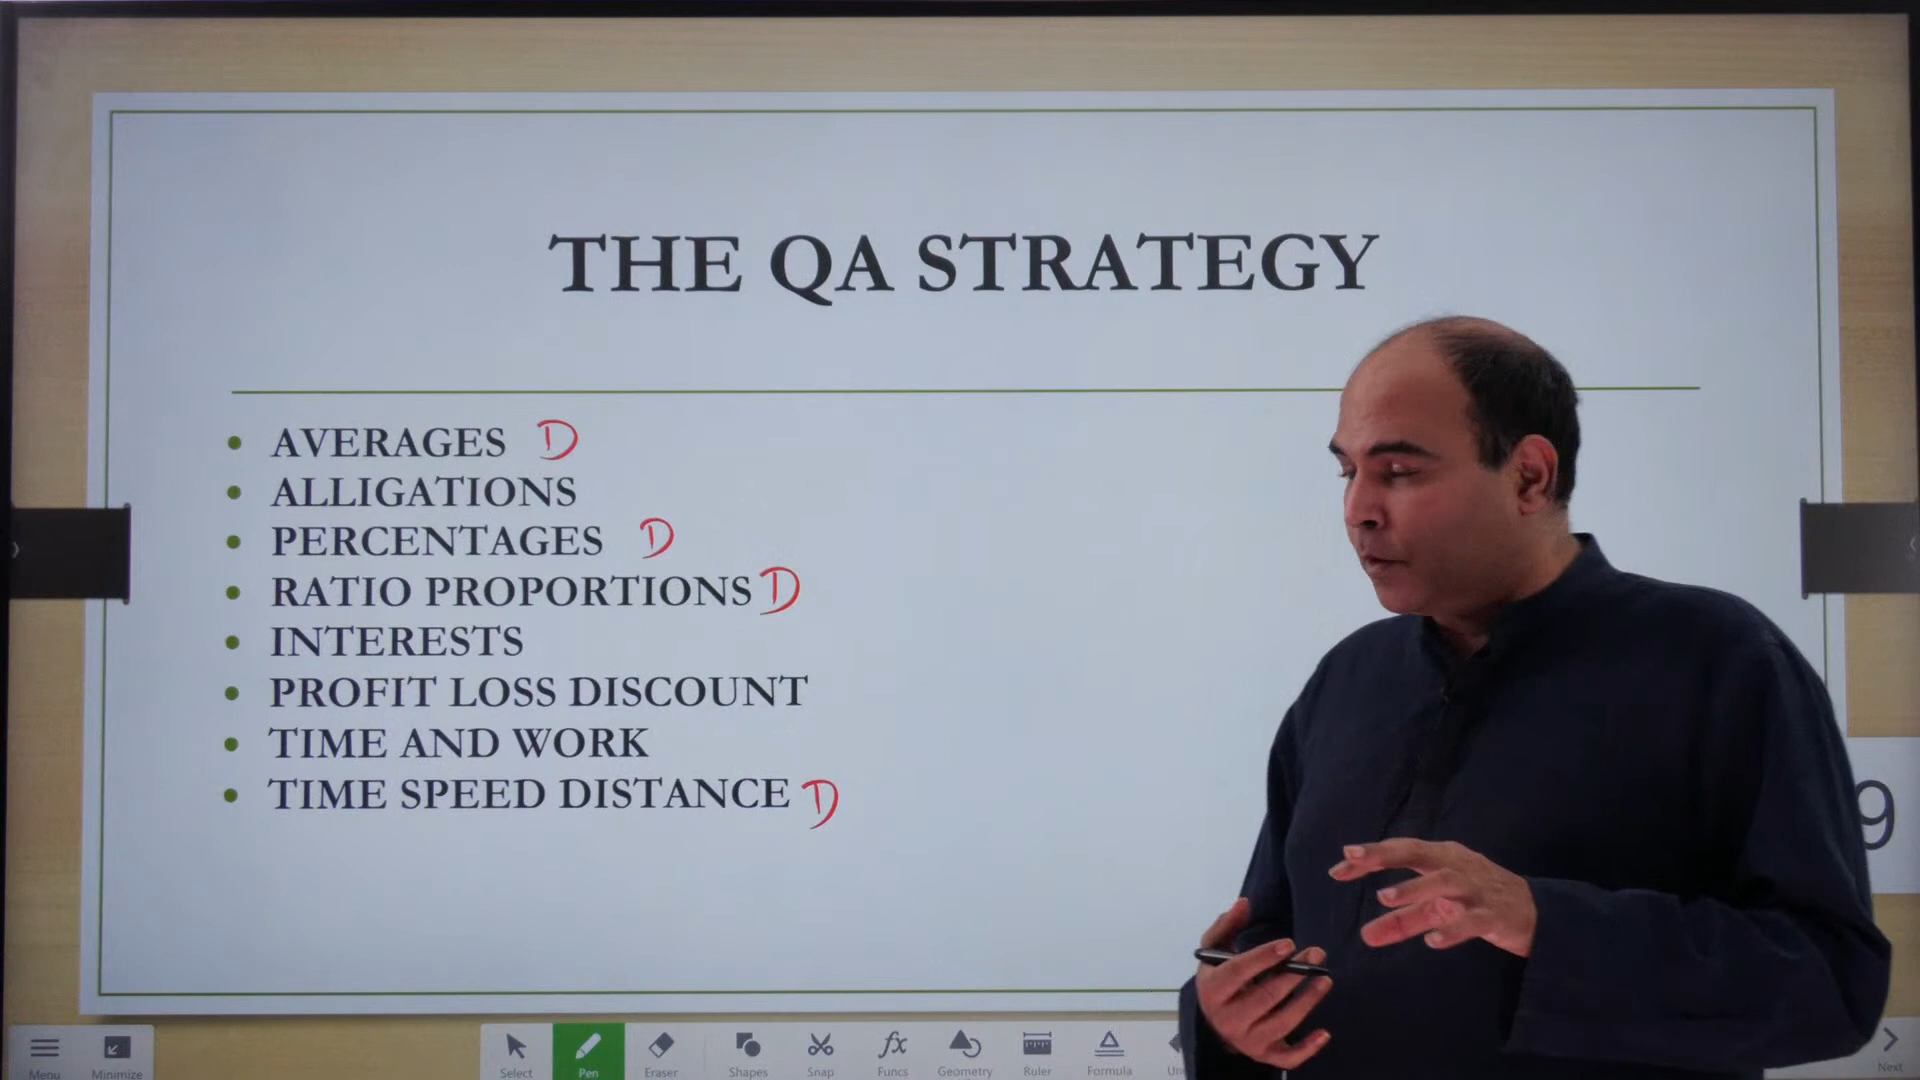 THE QA STRATEGY
AVERAGES D
ALLIGATIONS
PERCENTAGES D
RATIO PROPORTIONS D
INTERESTS
PROFIT LOSS DISCOUNT
TIME AND WORK
TIME SPEED DISTANCE D
9
Menu Minimize Select Pen Eraser Shapes Snap fx Funcs Geometry Ruler Formula Next